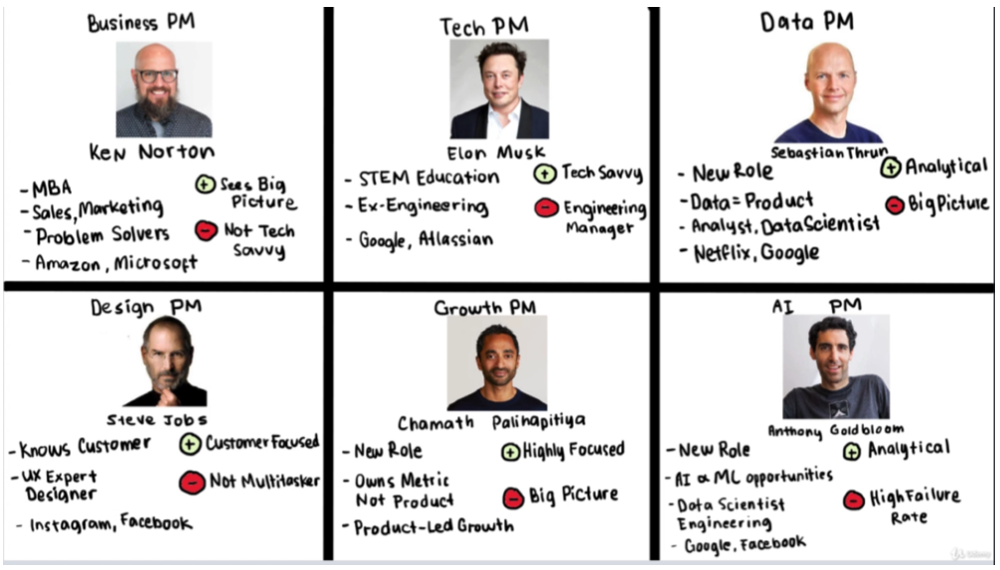 Business PM
Ken Norton
- MBA
- Sales, Marketing
- Problem Solvers
- Amazon, Microsoft
+ Sees Big
Picture
- Not Tech
Savvy
Tech PM
Elon Musk
- STEM Education
- Ex-Engineering
- Google, Atlassian
+ Tech Savvy
- Engineering
Manager
Data PM
Sebastian Thrun
- New Role
- Data = Product
- Analyst, Data Scientist
- Netflix, Google
+ Analytical
- Big Picture
Design PM
Steve Jobs
- Knows Customer
- UX Expert
Designer
- Instagram, Facebook
+ Customer Focused
- Not Multitasker
Growth PM
Chamath Palihapitiya
- New Role
- Owns Metric
Not Product
- Product-Led Growth
+ Highly Focused
- Big Picture
AI PM
Anthony Goldbloom
- New Role
- AI & ML opportunities
- Data Scientist
Engineering
- Google, Facebook
+ Analytical
- High Failure
Rate
Udemy